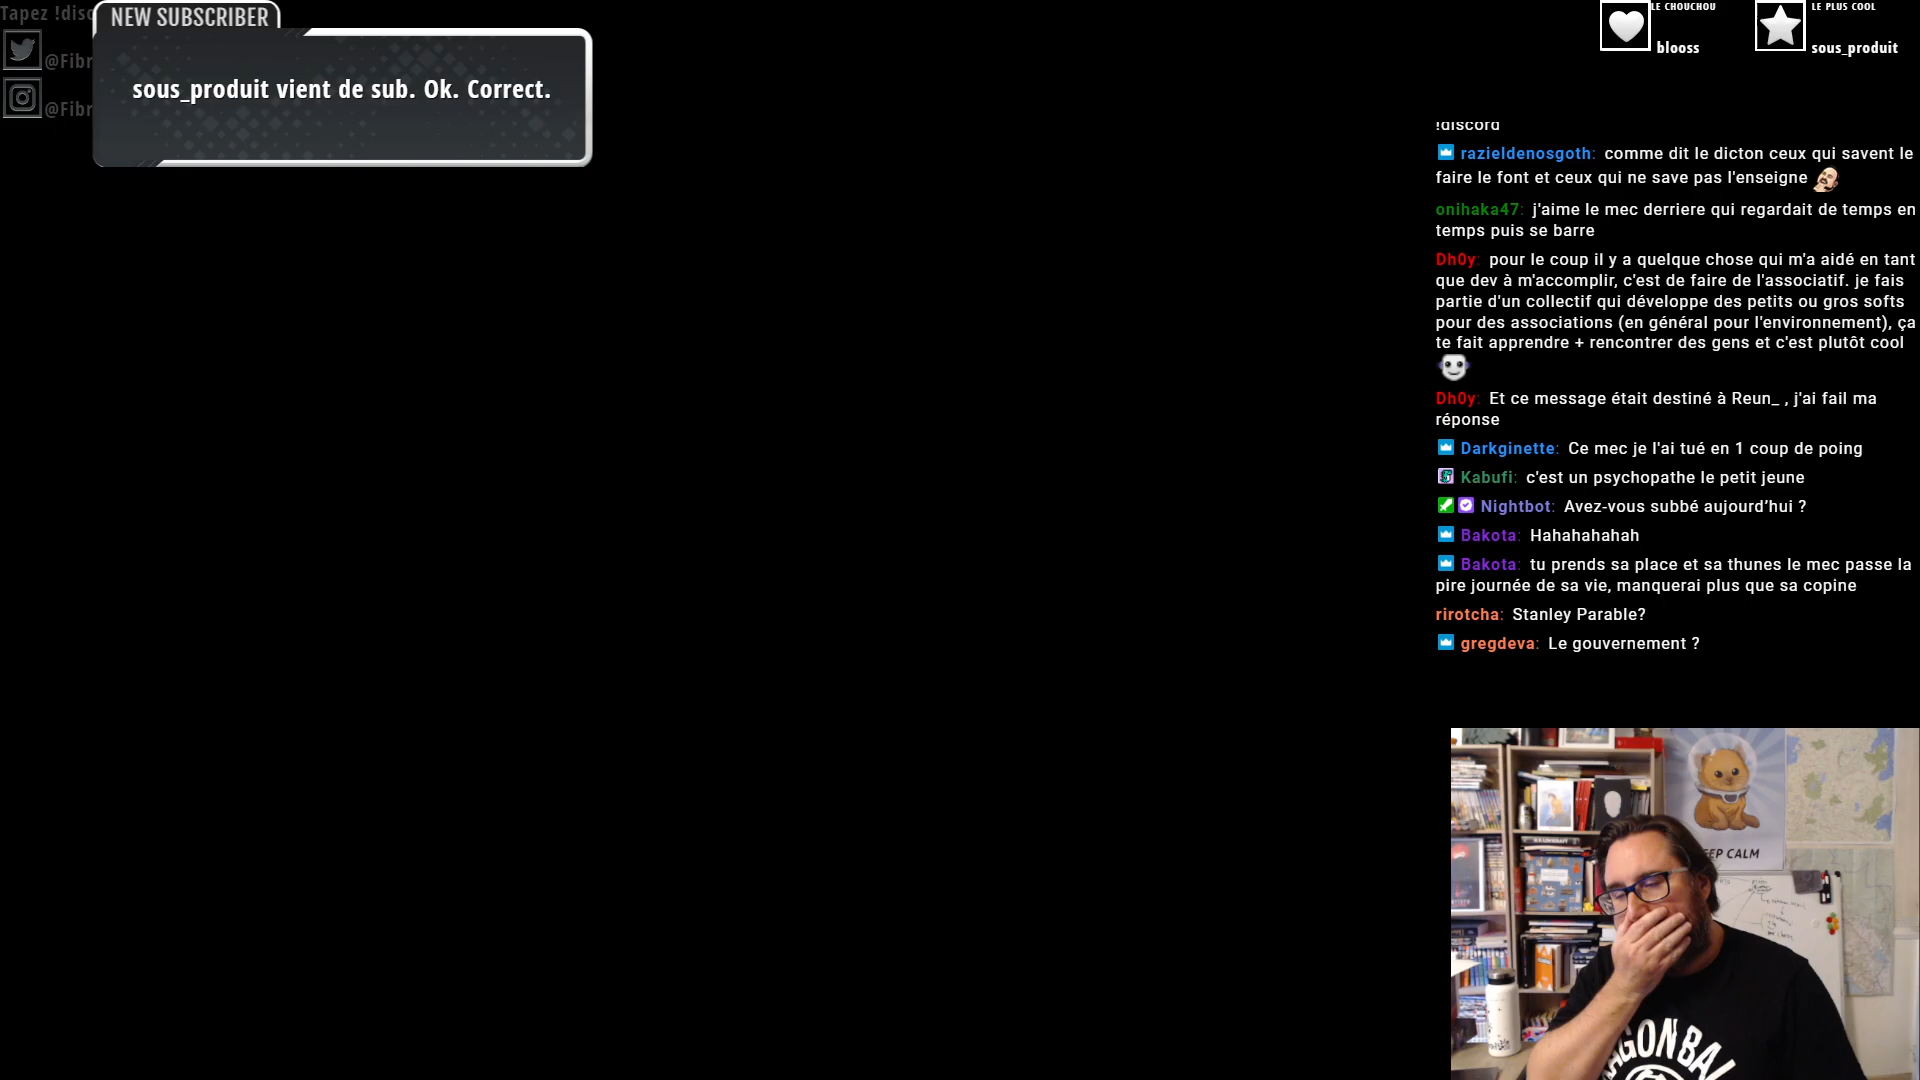 Tapez !disc
NEW SUBSCRIBER
@Fibr
sous_produit vient de sub. Ok. Correct.
@Fibr
LE CHOUCHOU
blooss
LE PLUS COOL
sous_produit
!discord
razieldenosgoth: comme dit le dicton ceux qui savent le
faire le font et ceux qui ne save pas l'enseigne
onihaka47: j'aime le mec derriere qui regardait de temps en
temps puis se barre
Dh0y: pour le coup il y a quelque chose qui m'a aidé en tant
que dev à m'accomplir, c'est de faire de l'associatif. je fais
partie d'un collectif qui développe des petits ou gros softs
pour des associations (en général pour l'environnement), ça
te fait apprendre + rencontrer des gens et c'est plutôt cool
Dh0y: Et ce message était destiné à Reun_ , j'ai fail ma
réponse
Darkginette: Ce mec je l'ai tué en 1 coup de poing
Kabufi: c'est un psychopathe le petit jeune
Nightbot: Avez-vous subbé aujourd’hui ?
Bakota: Hahahahahah
Bakota: tu prends sa place et sa thunes le mec passe la
pire journée de sa vie, manquerai plus que sa copine
rirotcha: Stanley Parable?
gregdeva: Le gouvernement ?
EEP CALM
RAGON BAL